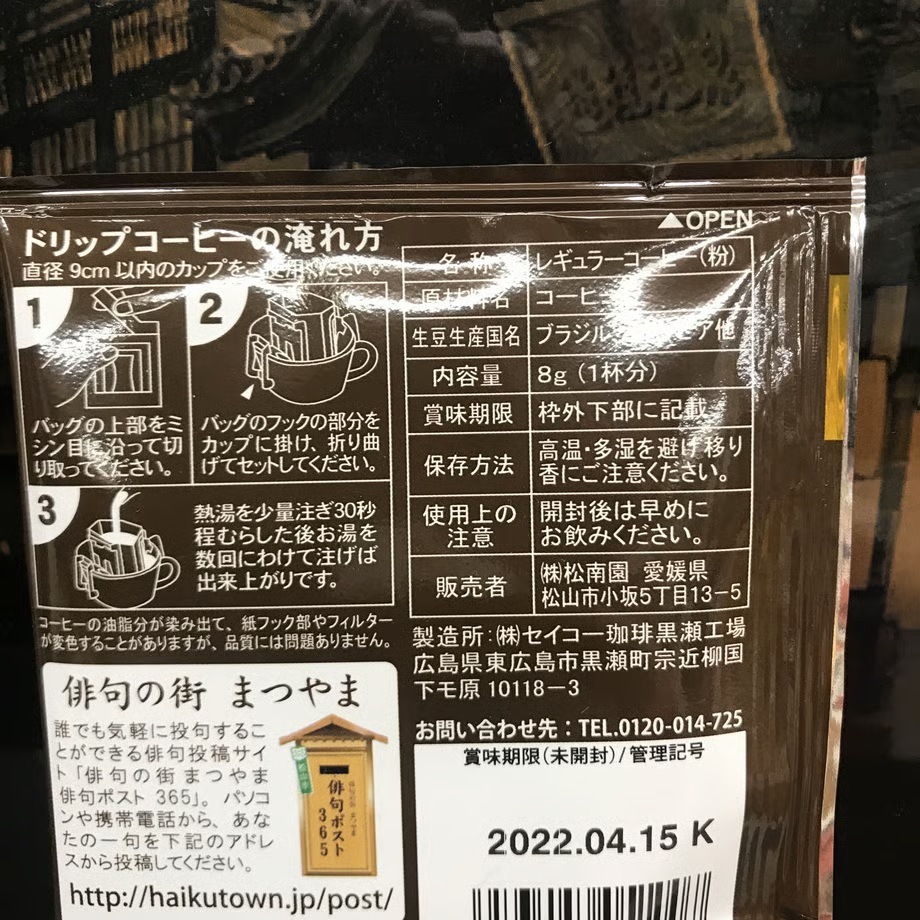 ▲OPEN
ドリップコーヒーの淹れ方
直径 9cm 以内のカップをご使用ください。
1
バッグの上部をミ
シン目に沿って切
り取ってください。
2
バッグのフックの部分を
カップに掛け、折り曲
げてセットしてください。
3
熱湯を少量注ぎ30秒
程むらした後お湯を
数回にわけて注げば
出来上がりです。
コーヒーの油脂分が染み出て、紙フック部やフィルター
が変色することがありますが、品質には問題ありません。
名称 レギュラーコーヒー(粉)
原材料名 コーヒー
生豆生産国名 ブラジル 他
内容量 8g (1杯分)
賞味期限 枠外下部に記載
保存方法 高温・多湿を避け移り
香にご注意ください。
使用上の
注意
開封後は早めに
お飲みください。
販売者 ㈱松南園 愛媛県
松山市小坂5丁目13-5
製造所:㈱セイコー珈琲黒瀬工場
広島県東広島市黒瀬町宗近柳国
下モ原 10118-3
お問い合わせ先:TEL.0120-014-725
賞味期限(未開封)/管理記号
2022.04.15 K
俳句の街 まつやま
誰でも気軽に投句するこ
とができる俳句投稿サイ
ト「俳句の街まつやま
俳句ポスト 365」。パソコ
ンや携帯電話から、あな
たの一句を下記のアドレ
スから投稿してください。
俳句ポスト
365
http://haikutown.jp/post/